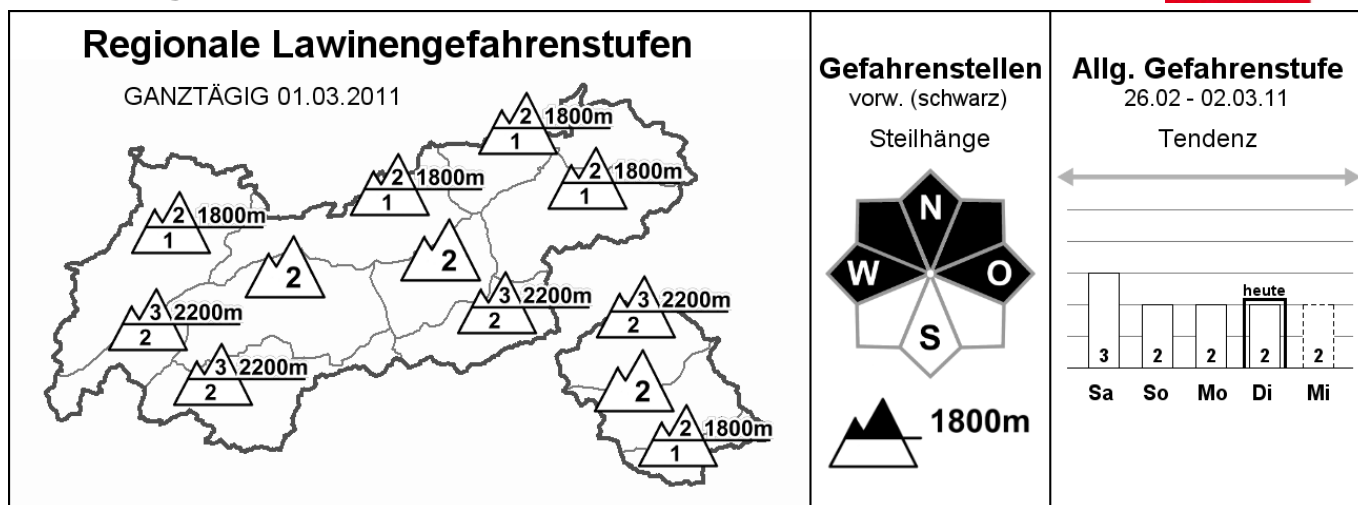 Regionale Lawinengefahrenstufen
GANZTÄGIG 01.03.2011
2 1800m
1
2 1800m
1
2 1800m
1
2 1800m
1
2
2
3 2200m
2
3 2200m
2
3 2200m
2
3 2200m
2
2
2 1800m
1
Gefahrenstellen
vorw. (schwarz)
Steilhänge
N
W O
S
1800m
Allg. Gefahrenstufe
26.02 - 02.03.11
Tendenz
heute
3 2 2 2 2
Sa So Mo Di Mi